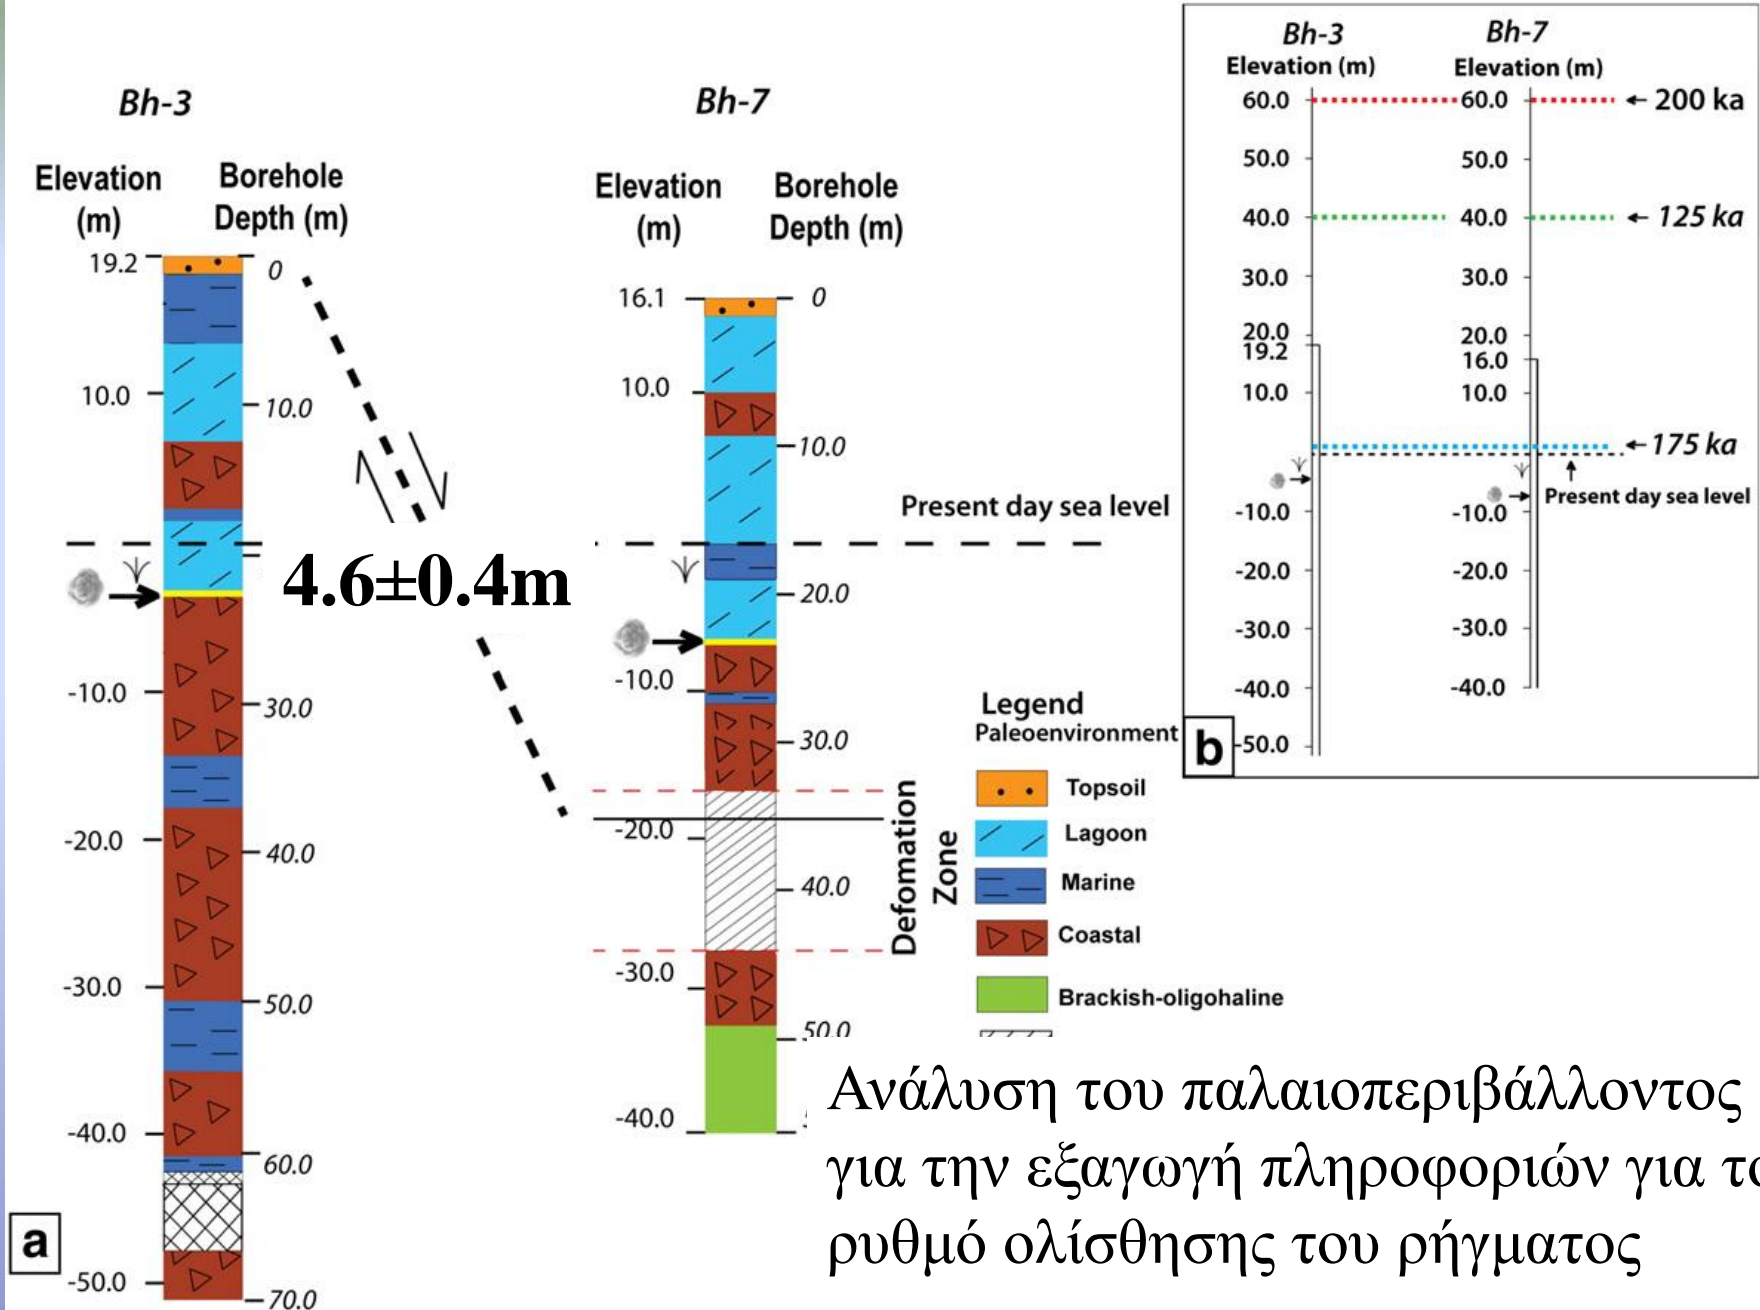 Bh-3
Elevation
(m)
Borehole
Depth (m)
19.2
10.0
-10.0
-20.0
-30.0
-40.0
-50.0
0
10.0
30.0
40.0
50.0
60.0
70.0
4.6±0.4m
Bh-7
Elevation
(m)
Borehole
Depth (m)
16.1
10.0
-10.0
-20.0
-30.0
-40.0
0
10.0
20.0
30.0
40.0
50.0
Present day sea level
Defomation
Zone
Legend
Paleoenvironment
Topsoil
Lagoon
Marine
Coastal
Brackish-oligohaline
a
Bh-3
Elevation (m)
60.0
50.0
40.0
30.0
20.0
19.2
10.0
-10.0
-20.0
-30.0
-40.0
-50.0
Bh-7
Elevation (m)
60.0
50.0
40.0
30.0
20.0
16.0
10.0
-10.0
-20.0
-30.0
-40.0
200 ka
125 ka
175 ka
Present day sea level
b
Ανάλυση του παλαιοπεριβάλλοντος
για την εξαγωγή πληροφοριών για το
ρυθμό ολίσθησης του ρήγματος